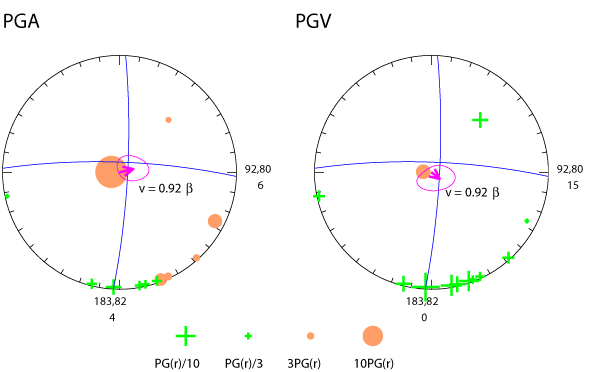 PGA
PGV
92,80
6
v = 0.92 β
183,82
4
92,80
15
v = 0.92 β
183,82
0
PG(r)/10
PG(r)/3
3PG(r)
10PG(r)